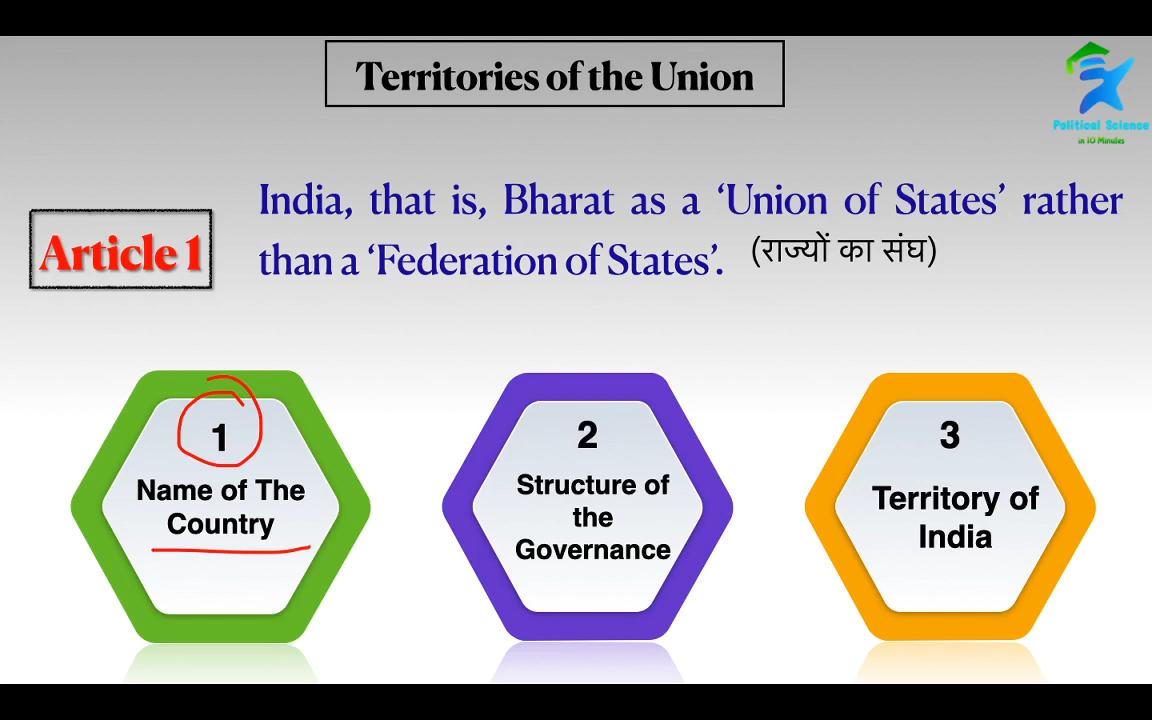 Territories of the Union
Political Science
in 10 Minutes
India, that is, Bharat as a ‘Union of States’ rather
than a ‘Federation of States’. (राज्यों का संघ)
Article 1
1
Name of The
Country
2
Structure of
the
Governance
3
Territory of
India